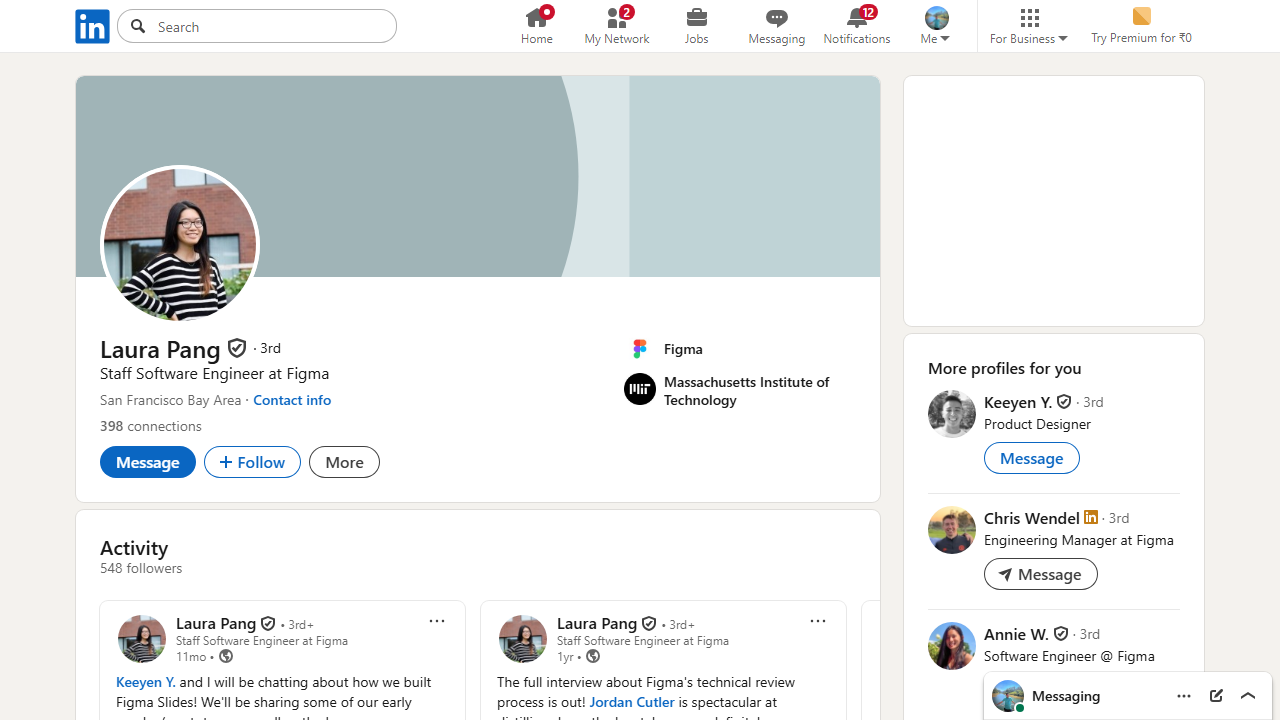 in
Search
Home
2
My Network
Jobs
Messaging
12
Notifications
Me
For Business
Try Premium for ₹0
Laura Pang · 3rd
Staff Software Engineer at Figma
San Francisco Bay Area · Contact info
398 connections
Message
Follow
More
Figma
MIT
Massachusetts Institute of
Technology
Activity
548 followers
Laura Pang • 3rd+
Staff Software Engineer at Figma
11mo •
Keeyen Y. and I will be chatting about how we built
Figma Slides! We'll be sharing some of our early
Laura Pang • 3rd+
Staff Software Engineer at Figma
1yr •
The full interview about Figma's technical review
process is out! Jordan Cutler is spectacular at
More profiles for you
Keeyen Y. · 3rd
Product Designer
Message
Chris Wendel in · 3rd
Engineering Manager at Figma
Message
Annie W. · 3rd
Software Engineer @ Figma
Messaging